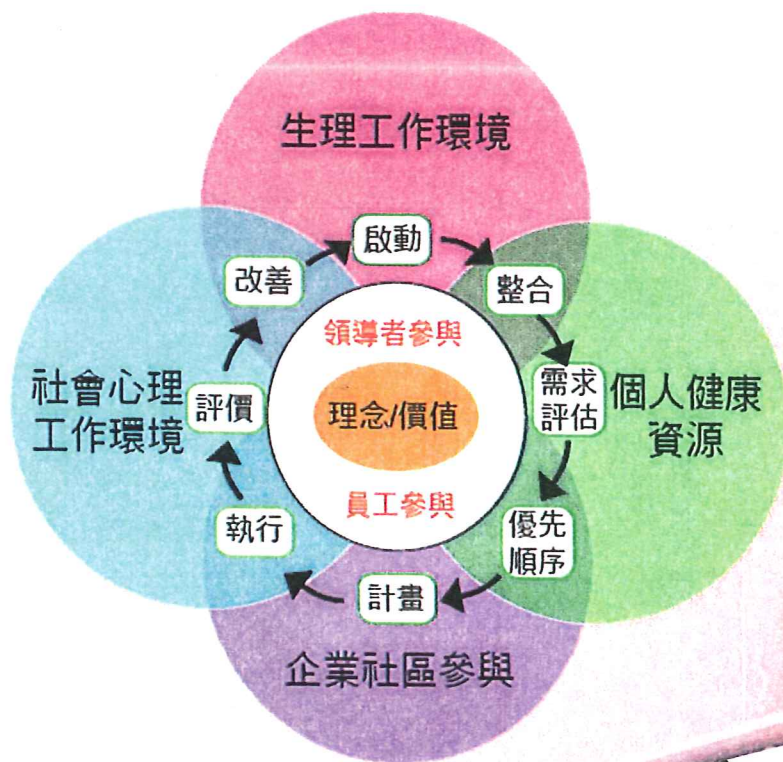 生理工作環境
啟動
改善
整合
領導者參與
社會心理
工作環境
評價
理念/價值
需求
評估
個人健康
資源
員工參與
執行
優先
順序
計畫
企業社區參與